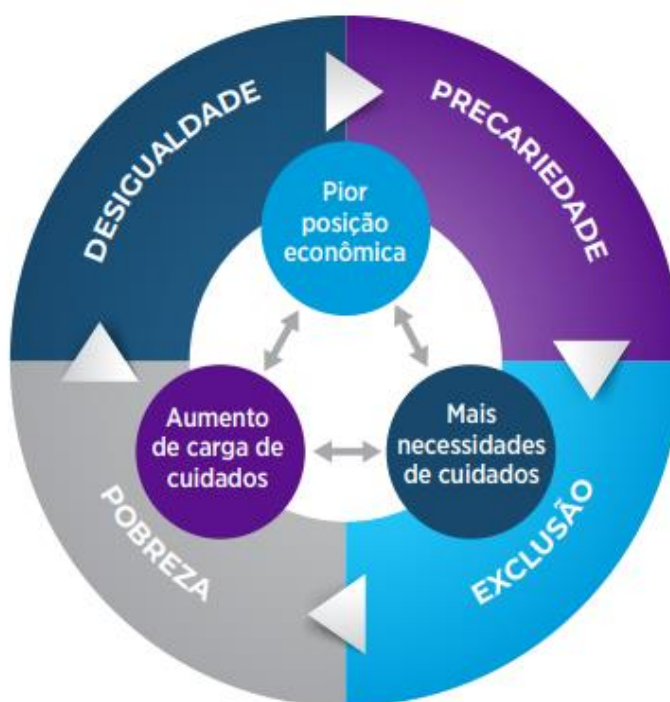 DESIGUALDADE
PRECARIEDADE
Pior
posição
econômica
Aumento
de carga de
cuidados
Mais
necessidades
de cuidados
POBREZA
EXCLUSÃO